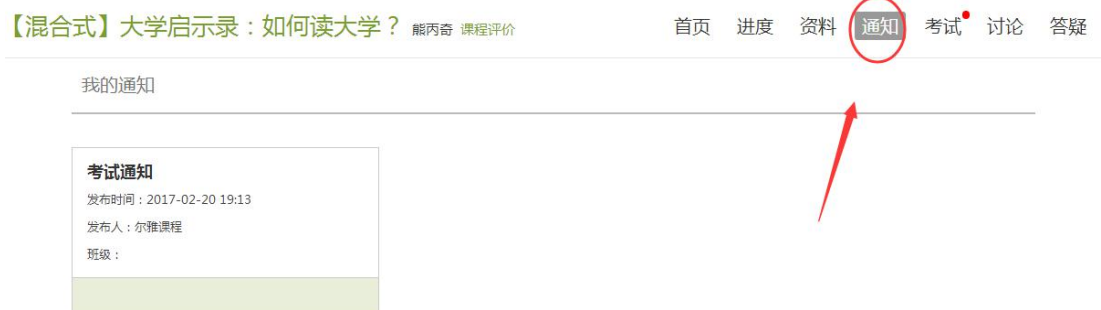 【混合式】大学启示录：如何读大学？ 熊丙奇 课程评价 首页 进度 资料 通知 考试 讨论 答疑
我的通知
考试通知
发布时间：2017-02-20 19:13
发布人：尔雅课程
班级：